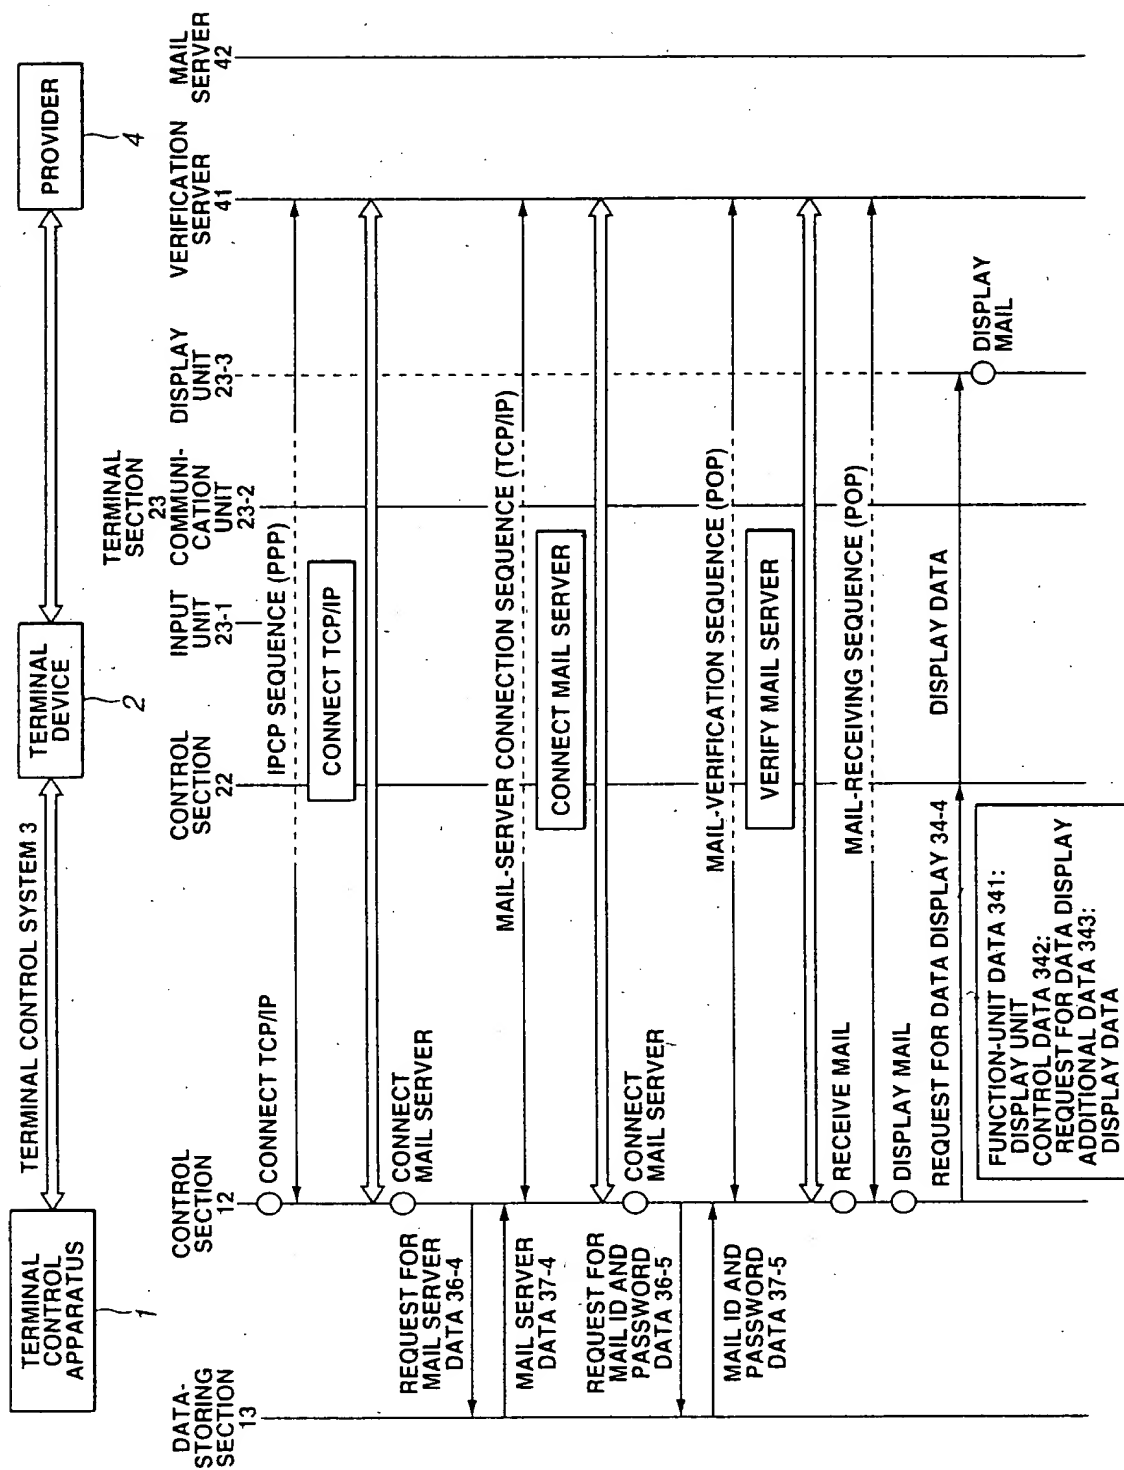 TERMINAL
CONTROL
APPARATUS
1
TERMINAL CONTROL SYSTEM 3
TERMINAL
DEVICE
2
PROVIDER
4
DATA-
STORING
SECTION
13
CONTROL
SECTION
12
CONTROL
SECTION
22
TERMINAL
SECTION
23
INPUT
UNIT
23-1
COMMUNI-
CATION
UNIT
23-2
DISPLAY
UNIT
23-3
VERIFICATION
SERVER
41
MAIL
SERVER
42
CONNECT TCP/IP
IPCP SEQUENCE (PPP)
CONNECT TCP/IP
CONNECT
MAIL SERVER
REQUEST FOR
MAIL SERVER
DATA 36-4
MAIL SERVER
DATA 37-4
MAIL-SERVER CONNECTION SEQUENCE (TCP/IP)
CONNECT MAIL SERVER
CONNECT
MAIL SERVER
REQUEST FOR
MAIL ID AND
PASSWORD
DATA 36-5
MAIL ID AND
PASSWORD
DATA 37-5
MAIL-VERIFICATION SEQUENCE (POP)
VERIFY MAIL SERVER
RECEIVE MAIL
MAIL-RECEIVING SEQUENCE (POP)
DISPLAY MAIL
REQUEST FOR DATA DISPLAY 34-4
DISPLAY DATA
DISPLAY
MAIL
FUNCTION-UNIT DATA 341:
DISPLAY UNIT
CONTROL DATA 342:
REQUEST FOR DATA DISPLAY
ADDITIONAL DATA 343:
DISPLAY DATA